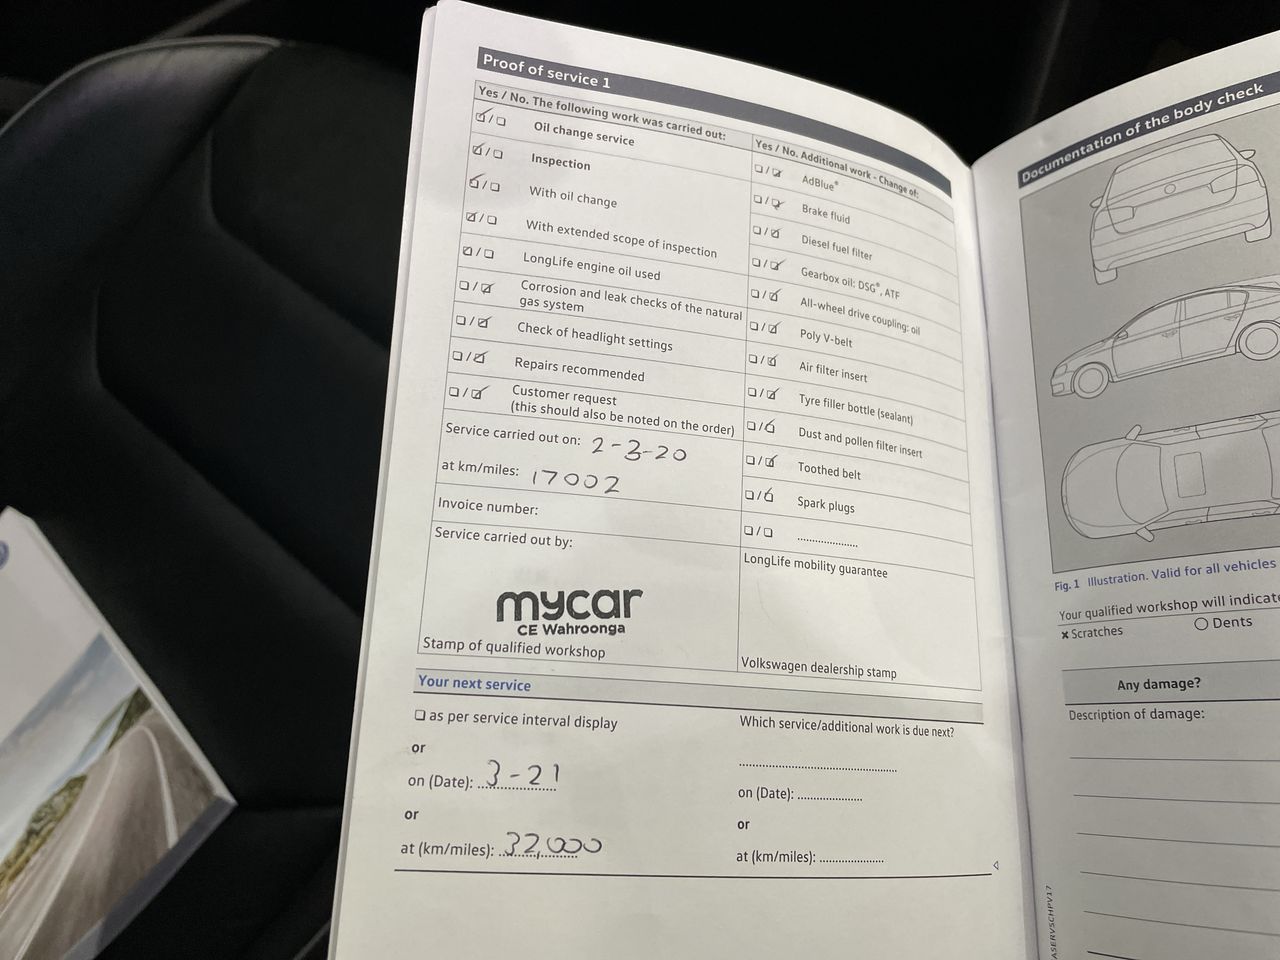 Proof of service 1
Yes / No. The following work was carried out:
Oil change service
Inspection
With oil change
With extended scope of inspection
LongLife engine oil used
Corrosion and leak checks of the natural
gas system
Check of headlight settings
Repairs recommended
Customer request
(this should also be noted on the order)
Service carried out on: 2-3-20
at km/miles: 17002
Invoice number:
Service carried out by:
mycar
CE Wahroonga
Stamp of qualified workshop
Yes / No. Additional work - Change of:
AdBlue®
Brake fluid
Diesel fuel filter
Gearbox oil: DSG®, ATF
All-wheel drive coupling: oil
Poly V-belt
Air filter insert
Tyre filler bottle (sealant)
Dust and pollen filter insert
Toothed belt
Spark plugs
....................
LongLife mobility guarantee
Volkswagen dealership stamp
Your next service
as per service interval display
or
on (Date): 3-21
or
at (km/miles): 32,000
Which service/additional work is due next?
on (Date): .....................
or
at (km/miles): .....................
Documentation of the body check
Fig. 1 Illustration. Valid for all vehicles
Your qualified workshop will indicate
× Scratches
Dents
Any damage?
Description of damage:
ASERVSCHPV17